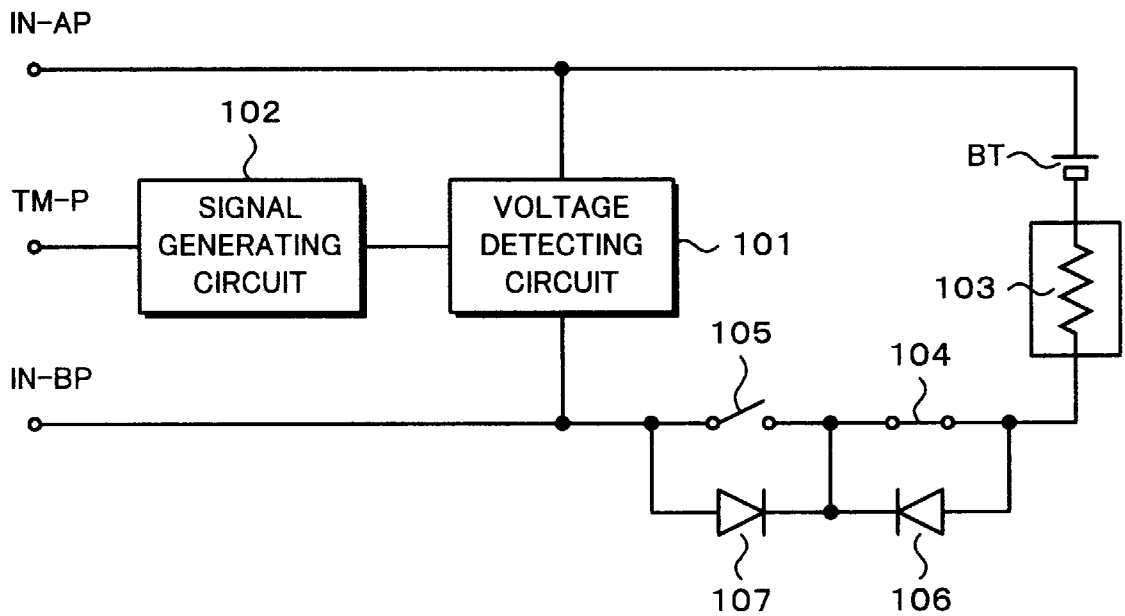 IN-AP
102
BT
TM-P
SIGNAL
GENERATING
CIRCUIT
VOLTAGE
DETECTING
CIRCUIT
101
103
105
104
IN-BP
107
106